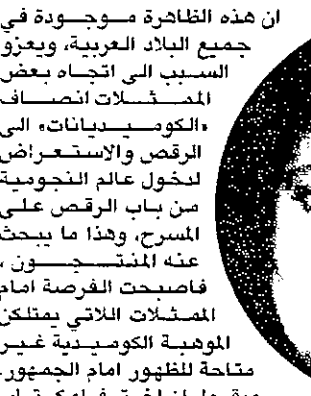 ان هذه الظاهرة موجودة في
جميع البلاد العربية، ويعزو
السبب الى اتجاه بعض
الممثلات انصاف
«الكوميديانات» الى
الرقص والاستعراض
لدخول عالم النجومية
من باب الرقص على
المسرح، وهذا ما يبحث
عنه المنتجون ،
فاصبحت الفرصة امام
الممثلات اللاتي يمتلكن
الموهبة الكوميدية غير
متاحة للظهور امام الجمهور.